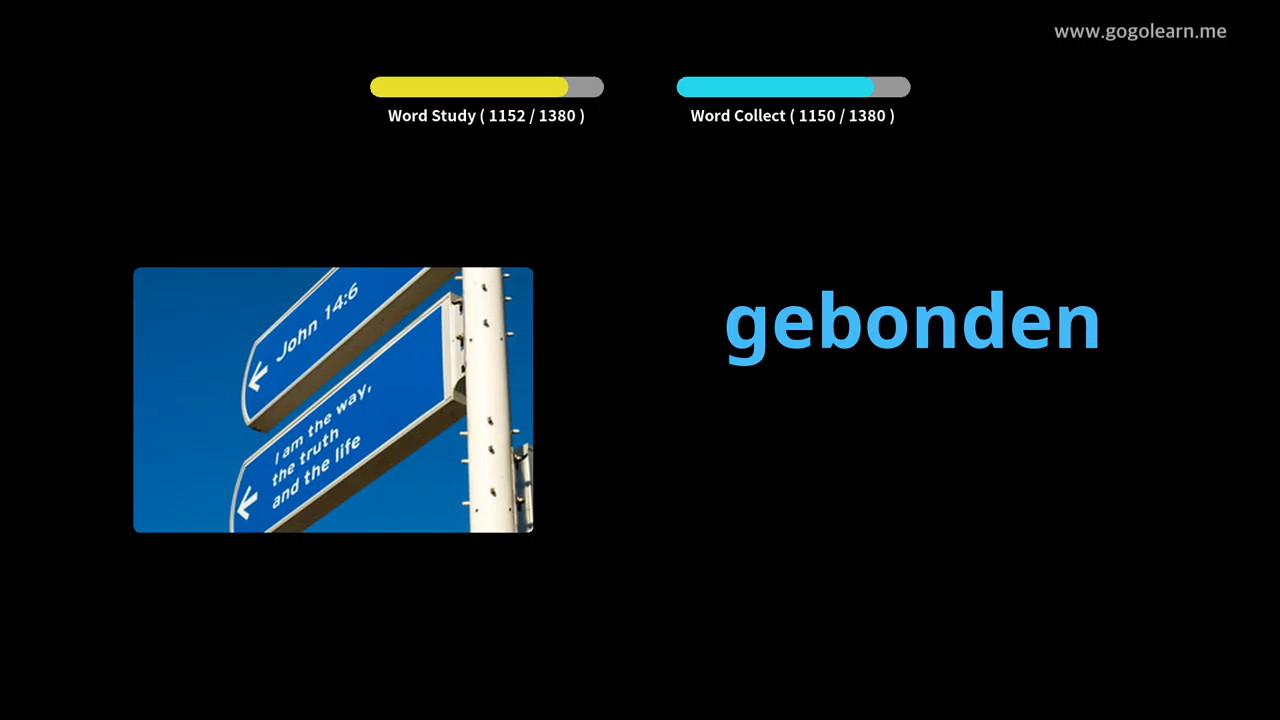 www.gogolearn.me
Word Study ( 1152 / 1380 )
Word Collect ( 1150 / 1380 )
John 14:6
I am the way,
the truth
and the life
gebonden